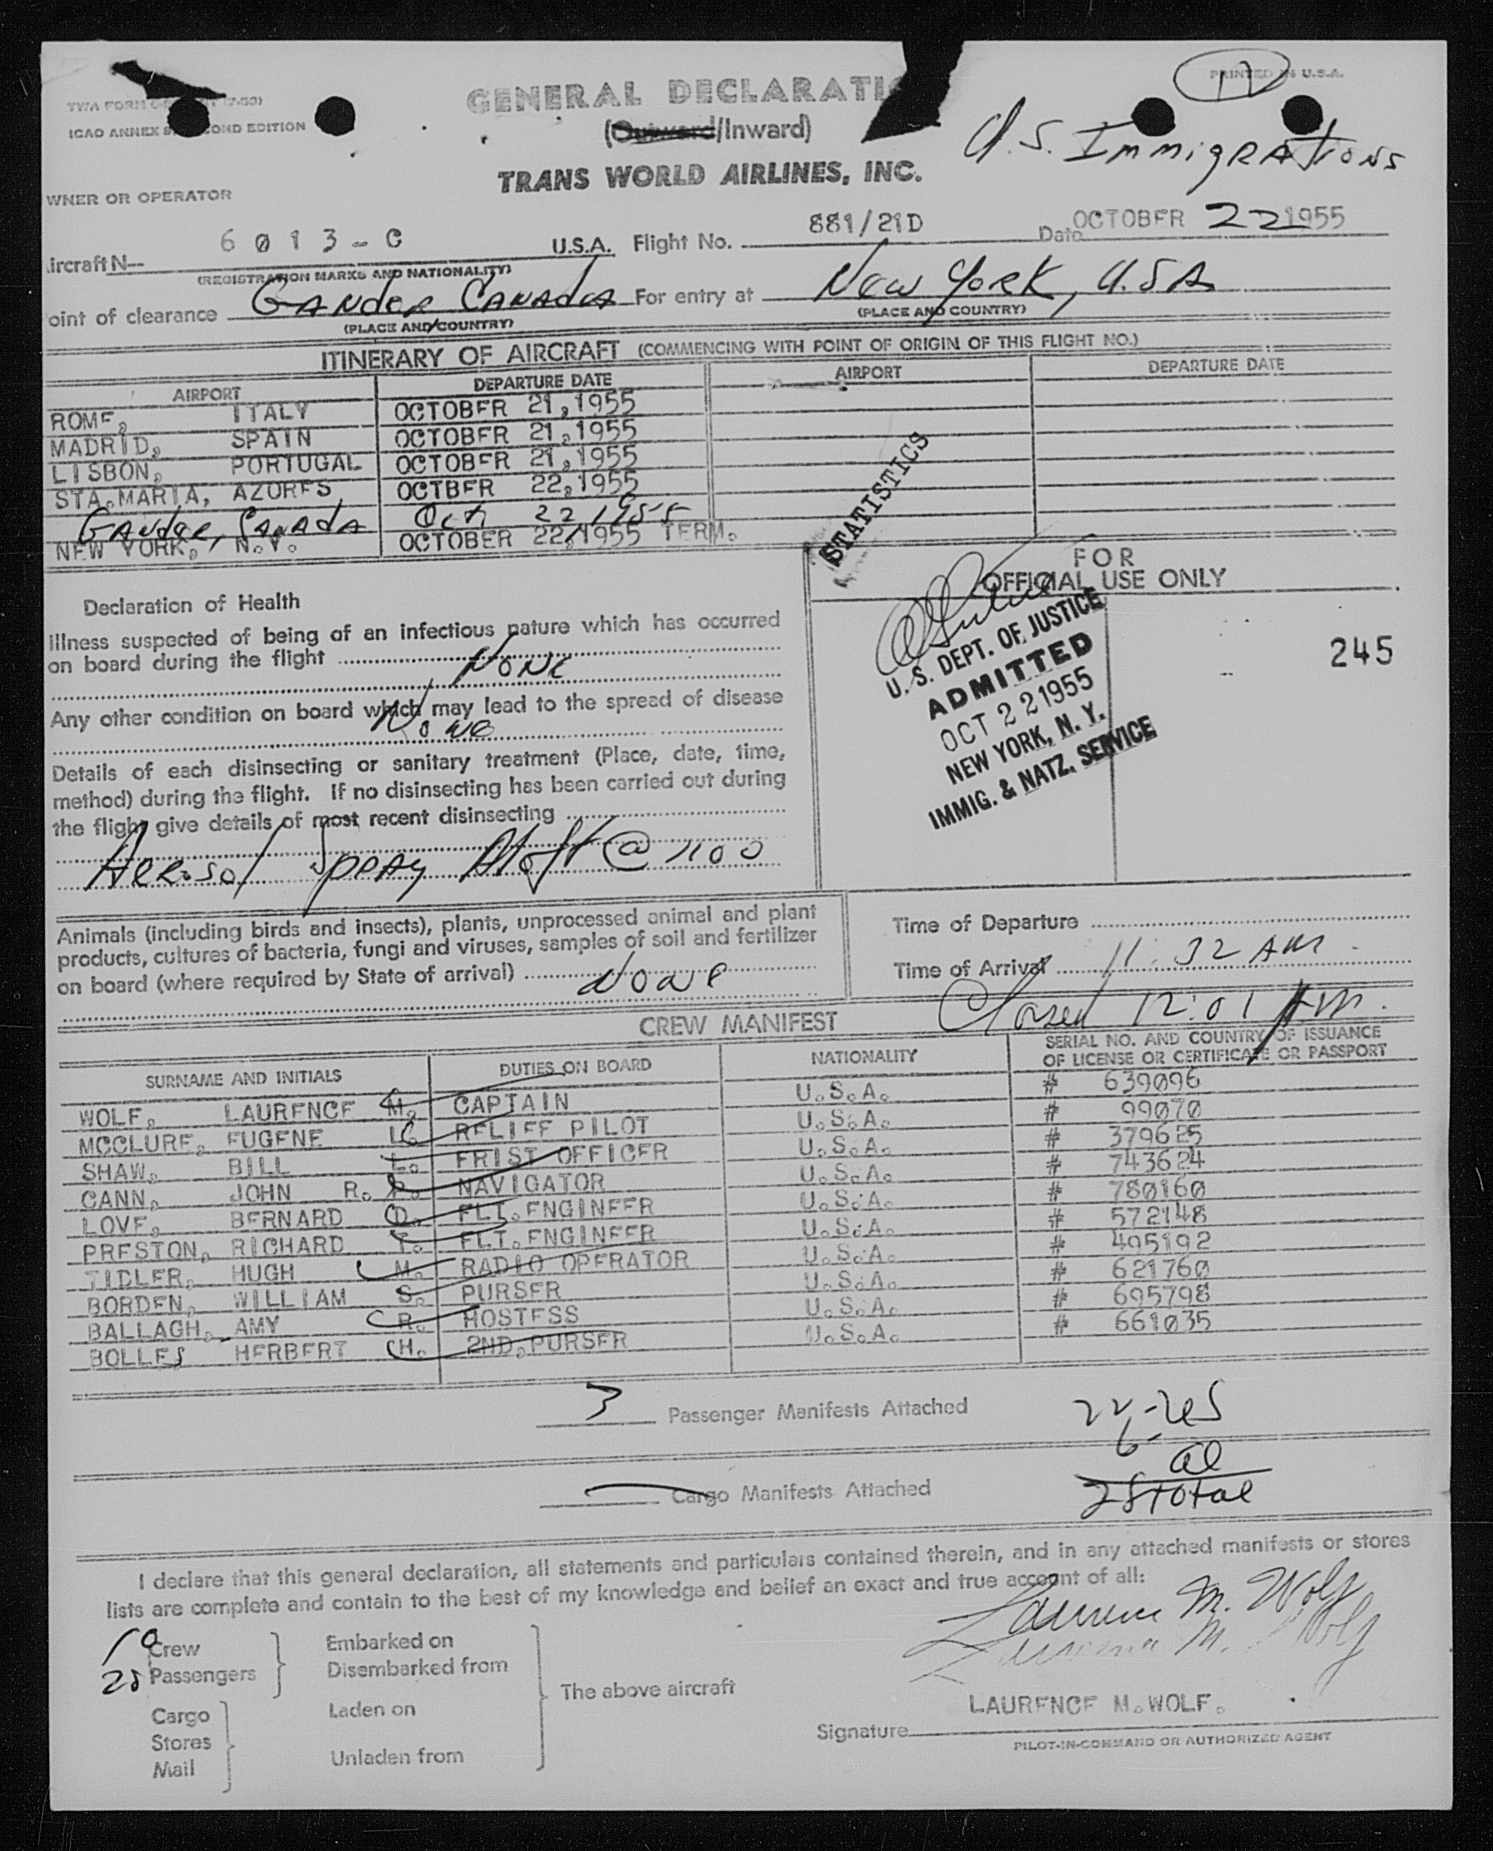 PRINTED IN U.S.A.
12
TWA FORM
ICAO ANNEX SECOND EDITION
GENERAL DECLARATI
(Outward/Inward)
U.S. Immigrations
TRANS WORLD AIRLINES, INC.
WNER OR OPERATOR
ircraft N-- 6013-C U.S.A. Flight No. 881/21D Date OCTOBER 22 1955
(REGISTRATION MARKS AND NATIONALITY)
oint of clearance Gander Canada For entry at New York, U.S.A
(PLACE AND COUNTRY) (PLACE AND COUNTRY)
ITINERARY OF AIRCRAFT (COMMENCING WITH POINT OF ORIGIN OF THIS FLIGHT NO.)
AIRPORT DEPARTURE DATE AIRPORT DEPARTURE DATE
ROME, ITALY OCTOBER 21,1955
MADRID, SPAIN OCTOBER 21,1955
LISBON, PORTUGAL OCTOBER 21,1955
STA.MARIA, AZORES OCTBER 22,1955
Gander, Canada Oct 22 1955
NEW YORK, N.Y. OCTOBER 22,1955 TERM.
STATISTICS
FOR
OFFICIAL USE ONLY
245
U. S. DEPT. OF JUSTICE
ADMITTED
OCT 22 1955
NEW YORK, N. Y.
IMMIG. & NATZ. SERVICE
Declaration of Health
Illness suspected of being of an infectious nature which has occurred
on board during the flight None
Any other condition on board which may lead to the spread of disease
None
Details of each disinsecting or sanitary treatment (Place, date, time,
method) during the flight. If no disinsecting has been carried out during
the flight give details of most recent disinsecting
Aerosol Spray Aloft @ 1100
Animals (including birds and insects), plants, unprocessed animal and plant
products, cultures of bacteria, fungi and viruses, samples of soil and fertilizer
on board (where required by State of arrival) None
Time of Departure
Time of Arrival 11:32 AM
Closed 12:01 P.M.
CREW MANIFEST
SURNAME AND INITIALS DUTIES ON BOARD NATIONALITY SERIAL NO. AND COUNTRY OF ISSUANCE
OF LICENSE OR CERTIFICATE OR PASSPORT
WOLF, LAURENCE M. CAPTAIN U.S.A. # 639096
MCCLURE, EUGENE I. RELIEF PILOT U.S.A. # 99070
SHAW, BILL L. FRIST OFFICER U.S.A. # 379625
CANN, JOHN R. NAVIGATOR U.S.A. # 743624
LOVE, BERNARD D. FLT.ENGINEER U.S.A. # 780160
PRESTON, RICHARD T. FLT.ENGINEER U.S.A. # 572148
TIDLER, HUGH M. RADIO OPERATOR U.S.A. # 495192
BORDEN, WILLIAM S. PURSER U.S.A. # 621760
BALLAGH, AMY R. HOSTESS U.S.A. # 695798
BOLLES HERBERT H. 2ND.PURSER U.S.A. # 661035
3 Passenger Manifests Attached
22-US
6-al
28 total
Cargo Manifests Attached
I declare that this general declaration, all statements and particulars contained therein, and in any attached manifests or stores
lists are complete and contain to the best of my knowledge and belief an exact and true account of all:
Laurence M. Wolf
Laurence M. Wolf
10 Crew
28 Passengers
Embarked on
Disembarked from
Cargo
Stores
Mail
Laden on
Unladen from
The above aircraft
LAURENCE M.WOLF.
Signature
PILOT-IN-COMMAND OR AUTHORIZED AGENT